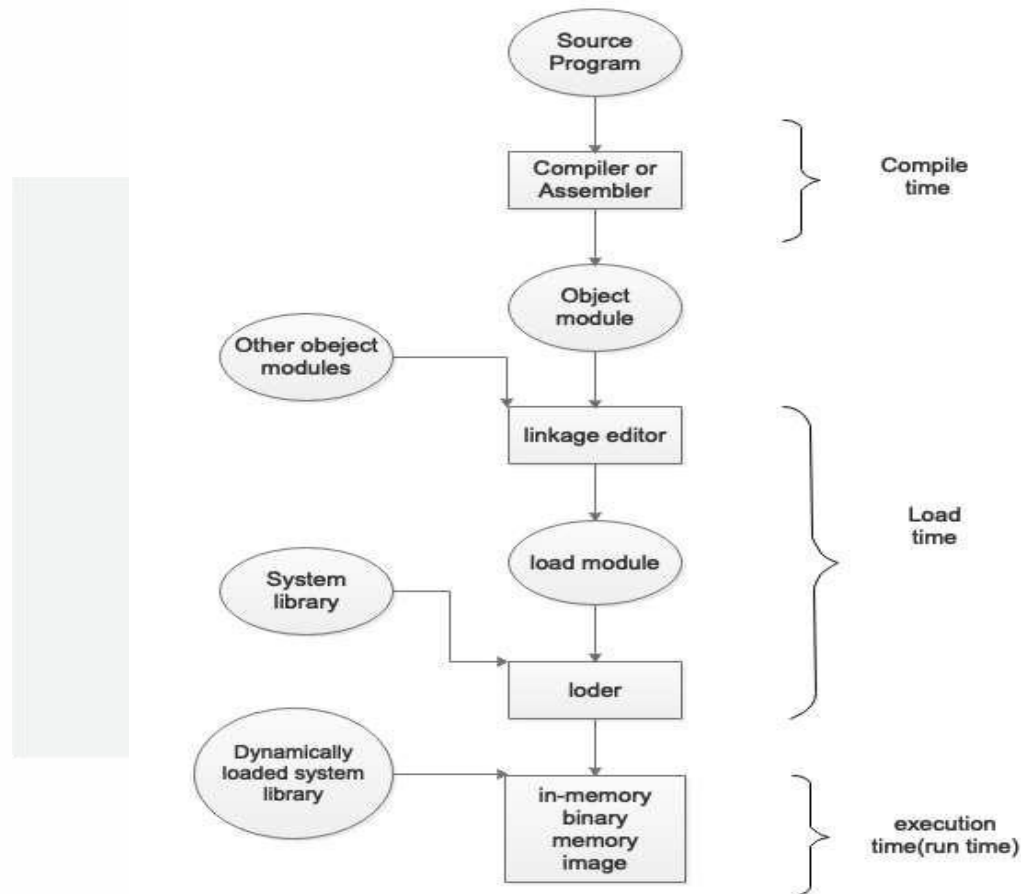 Source
Program
Compiler or
Assembler
Compile
time
Object
module
Other obeject
modules
linkage editor
Load
time
load module
System
library
loder
Dynamically
loaded system
library
in-memory
binary
memory
image
execution
time(run time)